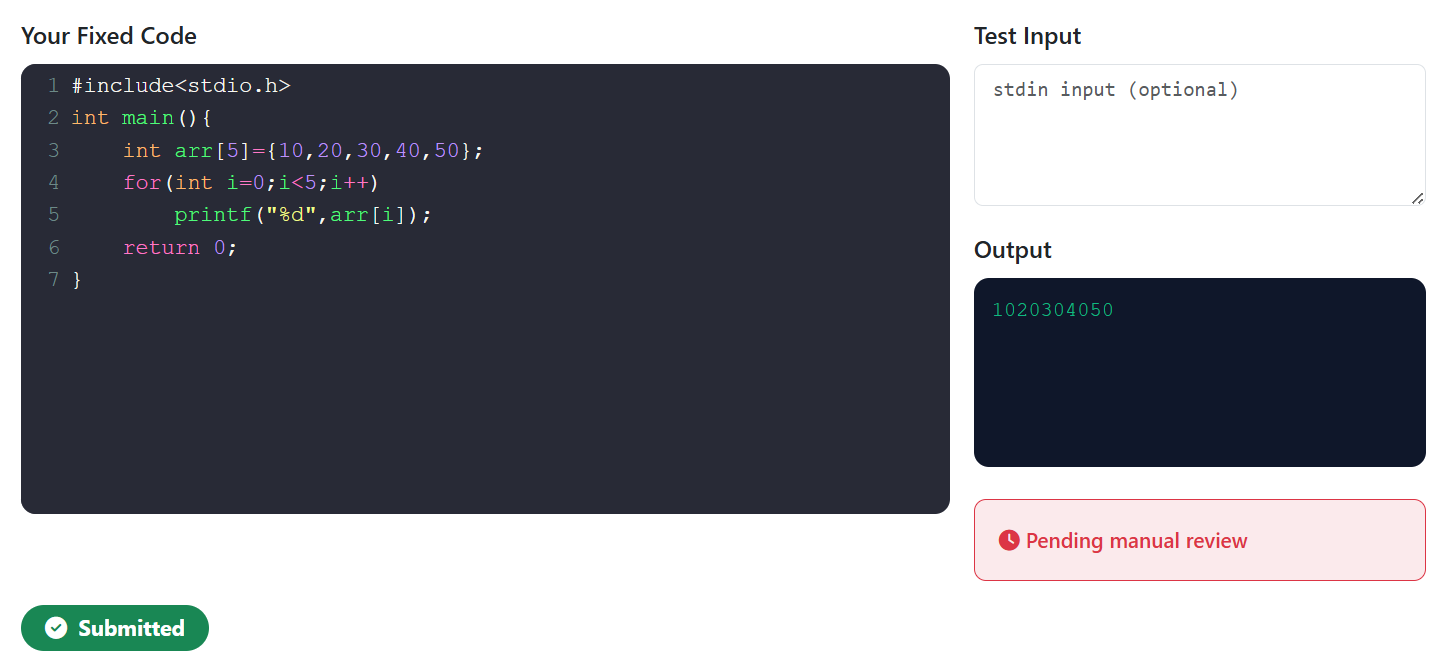 Your Fixed Code
1 #include<stdio.h>
2 int main(){
3     int arr[5]={10,20,30,40,50};
4     for(int i=0;i<5;i++)
5         printf("%d",arr[i]);
6     return 0;
7 }
Submitted
Test Input
stdin input (optional)
Output
1020304050
Pending manual review